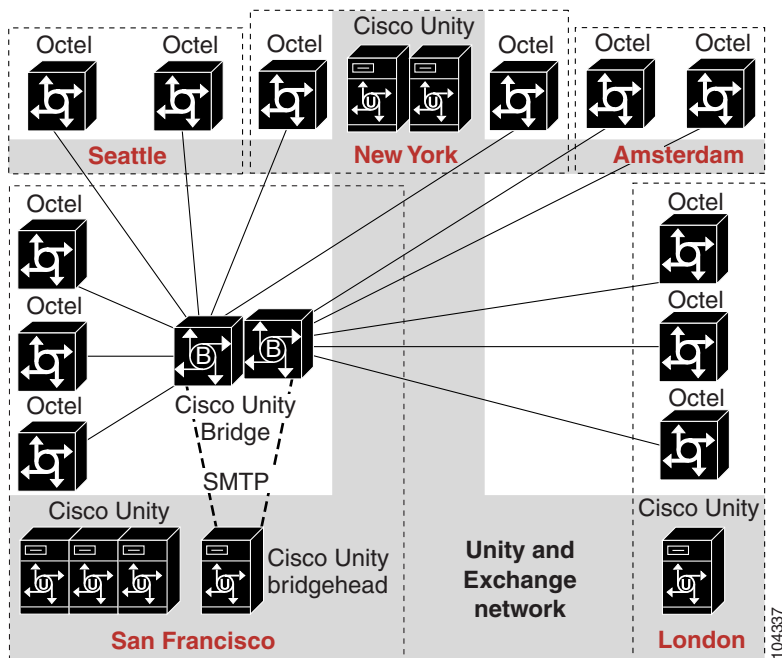 Cisco Unity
Octel
Octel
Octel
Octel
Octel
Octel
Seattle
New York
Amsterdam
Octel
Octel
Octel
Octel
Octel
Octel
B
B
Cisco Unity
Bridge
SMTP
Cisco Unity
U
U
U
U
U
U
U
Cisco Unity
bridgehead
Unity and
Exchange
network
Cisco Unity
San Francisco
London
104337